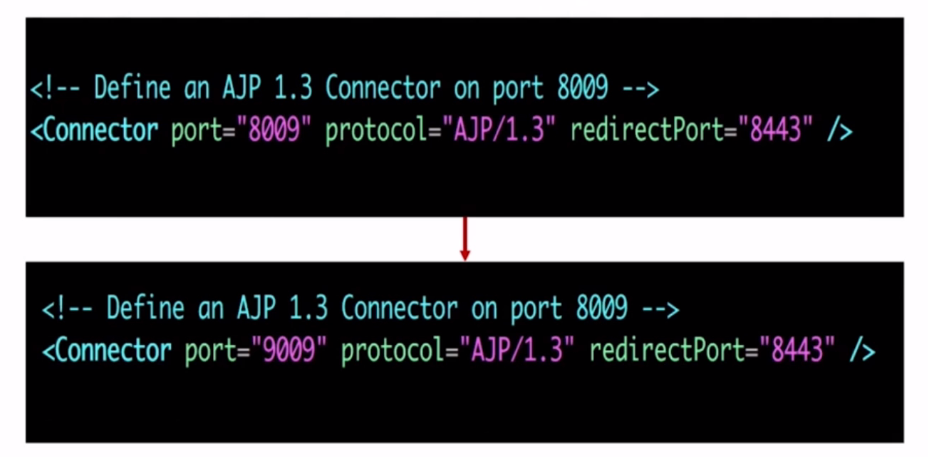 <!-- Define an AJP 1.3 Connector on port 8009 -->
<Connector port="8009" protocol="AJP/1.3" redirectPort="8443" />
<!-- Define an AJP 1.3 Connector on port 8009 -->
<Connector port="9009" protocol="AJP/1.3" redirectPort="8443" />